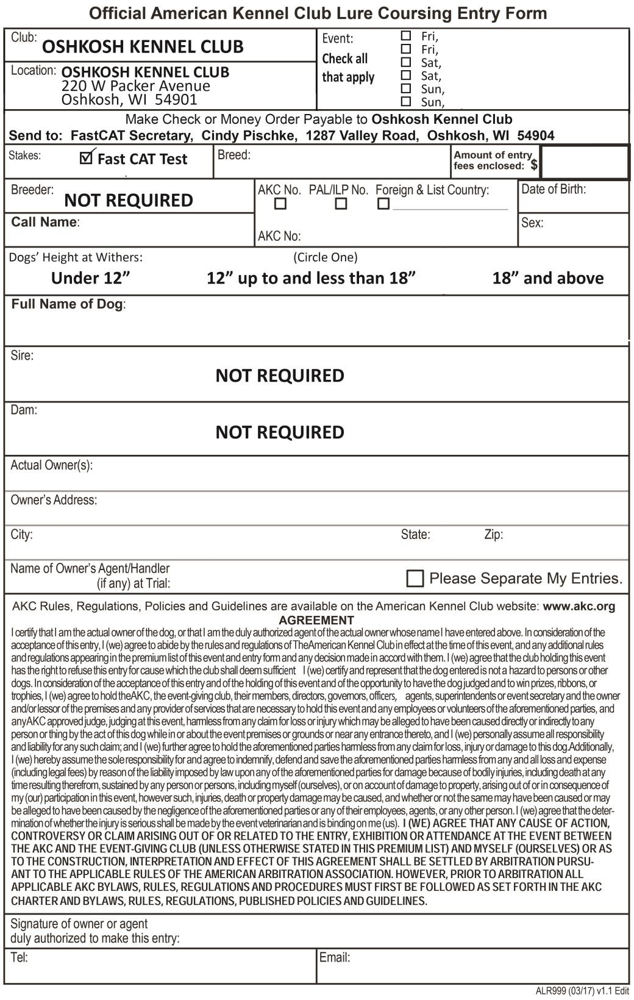 Official American Kennel Club Lure Coursing Entry Form
Club: OSHKOSH KENNEL CLUB
Location: OSHKOSH KENNEL CLUB
220 W Packer Avenue
Oshkosh, WI 54901
Event:
Check all
that apply
☐ Fri,
☐ Fri,
☐ Sat,
☐ Sat,
☐ Sun,
☐ Sun,
Make Check or Money Order Payable to Oshkosh Kennel Club
Send to: FastCAT Secretary, Cindy Pischke, 1287 Valley Road, Oshkosh, WI 54904
Stakes: ☑ Fast CAT Test
Breed:
Amount of entry
fees enclosed: $
Breeder: NOT REQUIRED
AKC No. PAL/ILP No. Foreign & List Country:
☐ ☐ ☐
Date of Birth:
Call Name:
AKC No:
Sex:
Dogs’ Height at Withers: (Circle One)
Under 12” 12” up to and less than 18” 18” and above
Full Name of Dog:
Sire:
NOT REQUIRED
Dam:
NOT REQUIRED
Actual Owner(s):
Owner’s Address:
City: State: Zip:
Name of Owner’s Agent/Handler
(if any) at Trial:
☐ Please Separate My Entries.
AKC Rules, Regulations, Policies and Guidelines are available on the American Kennel Club website: www.akc.org
AGREEMENT
I certify that I am the actual owner of the dog, or that I am the duly authorized agent of the actual owner whose name I have entered above. In consideration of the
acceptance of this entry, I (we) agree to abide by the rules and regulations of TheAmerican Kennel Club in effect at the time of this event, and any additional rules
and regulations appearing in the premium list of this event and entry form and any decision made in accord with them. I (we) agree that the club holding this event
has the right to refuse this entry for cause which the club shall deem sufficient I (we) certify and represent that the dog entered is not a hazard to persons or other
dogs. In consideration of the acceptance of this entry and of the holding of this event and of the opportunity to have the dog judged and to win prizes, ribbons, or
trophies, I (we) agree to hold theAKC, the event-giving club, their members, directors, governors, officers, agents, superintendents or event secretary and the owner
and/or lessor of the premises and any provider of services that are necessary to hold this event and any employees or volunteers of the aforementioned parties, and
anyAKC approved judge, judging at this event, harmless from any claim for loss or injury which may be alleged to have been caused directly or indirectly to any
person or thing by the act of this dog while in or about the event premises or grounds or near any entrance thereto, and I (we) personally assume all responsibility
and liability for any such claim; and I (we) further agree to hold the aforementioned parties harmless from any claim for loss, injury or damage to this dog.Additionally,
I (we) hereby assume the sole responsibility for and agree to indemnify, defend and save the aforementioned parties harmless from any and all loss and expense
(including legal fees) by reason of the liability imposed by law upon any of the aforementioned parties for damage because of bodily injuries, including death at any
time resulting therefrom, sustained by any person or persons, including myself (ourselves), or on account of damage to property, arising out of or in consequence of
my (our) participation in this event, however such, injuries, death or property damage may be caused, and whether or not the same may have been caused or may
be alleged to have been caused by the negligence of the aforementioned parties or any of their employees, agents, or any other person. I (we) agree that the deter-
mination of whether the injury is serious shall be made by the event veterinarian and is binding on me (us). I (WE) AGREE THAT ANY CAUSE OF ACTION,
CONTROVERSY OR CLAIM ARISING OUT OF OR RELATED TO THE ENTRY, EXHIBITION OR ATTENDANCE AT THE EVENT BETWEEN
THE AKC AND THE EVENT-GIVING CLUB (UNLESS OTHERWISE STATED IN THIS PREMIUM LIST) AND MYSELF (OURSELVES) OR AS
TO THE CONSTRUCTION, INTERPRETATION AND EFFECT OF THIS AGREEMENT SHALL BE SETTLED BY ARBITRATION PURSU-
ANT TO THE APPLICABLE RULES OF THE AMERICAN ARBITRATION ASSOCIATION. HOWEVER, PRIOR TO ARBITRATION ALL
APPLICABLE AKC BYLAWS, RULES, REGULATIONS AND PROCEDURES MUST FIRST BE FOLLOWED AS SET FORTH IN THE AKC
CHARTER AND BYLAWS, RULES, REGULATIONS, PUBLISHED POLICIES AND GUIDELINES.
Signature of owner or agent
duly authorized to make this entry:
Tel: Email:
ALR999 (03/17) v1.1 Edit